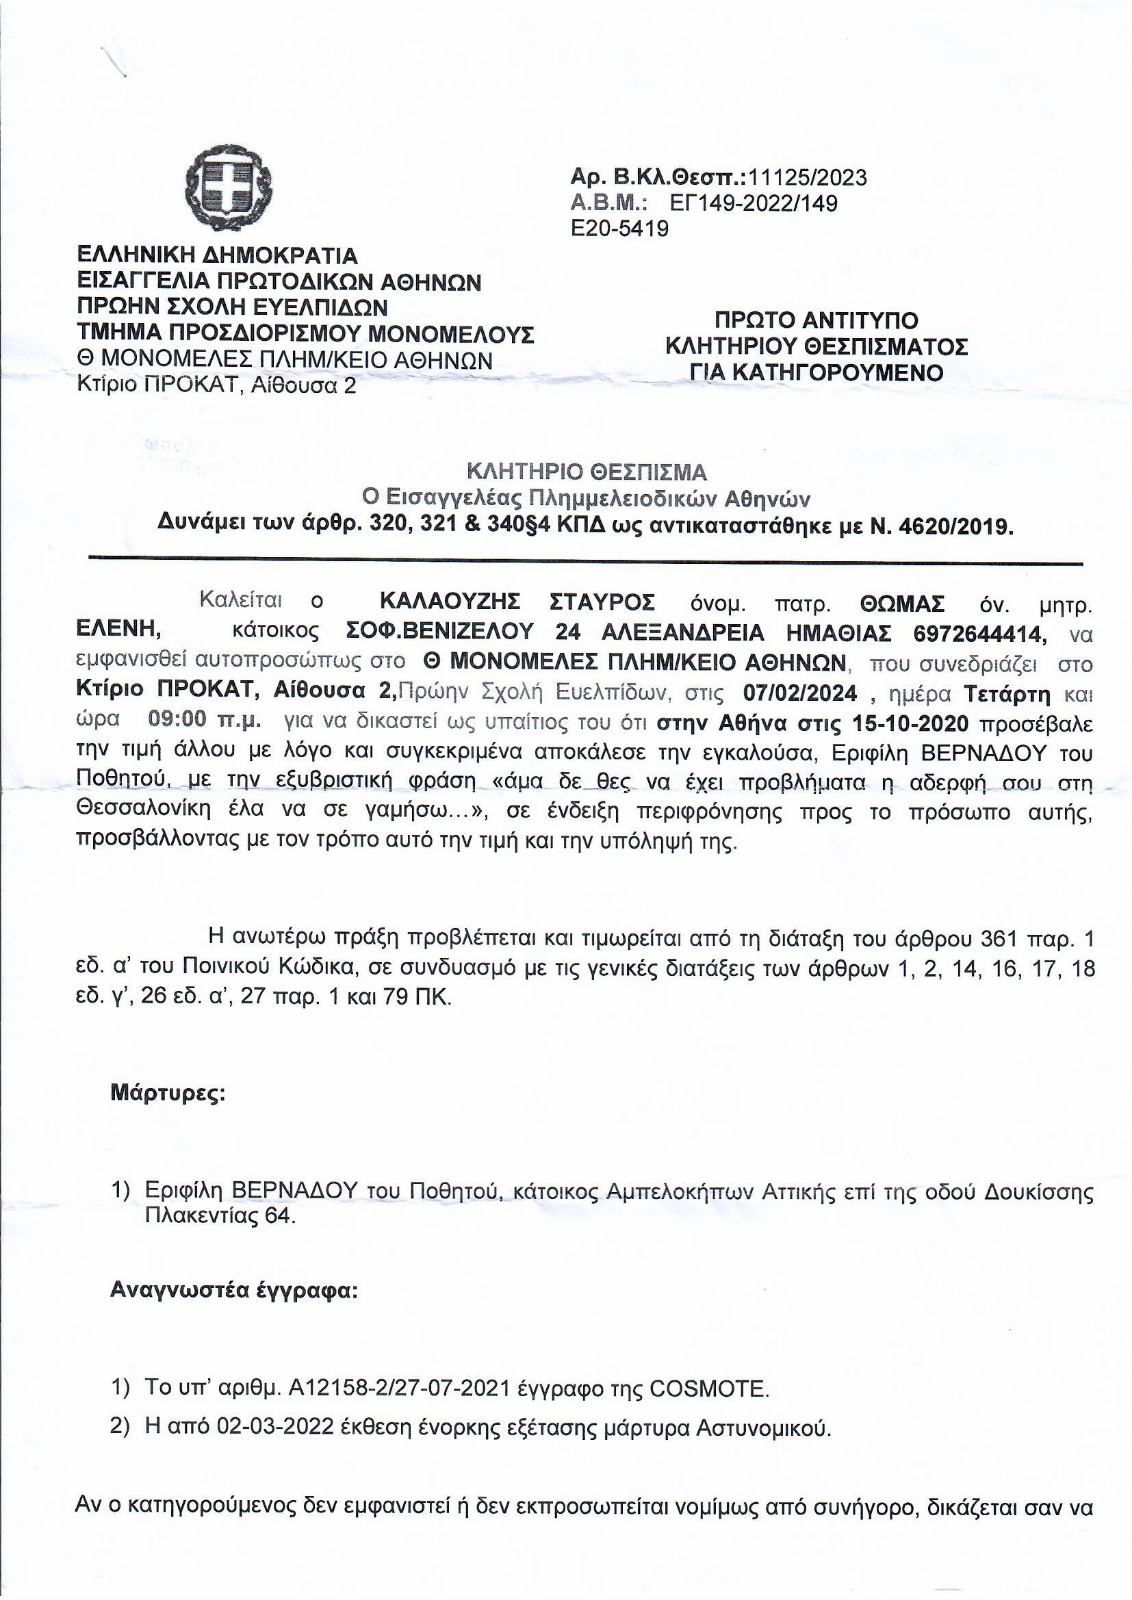 Αρ. Β.Κλ.Θεσπ.:11125/2023
Α.Β.Μ.: ΕΓ149-2022/149
Ε20-5419
ΕΛΛΗΝΙΚΗ ΔΗΜΟΚΡΑΤΙΑ
ΕΙΣΑΓΓΕΛΙΑ ΠΡΩΤΟΔΙΚΩΝ ΑΘΗΝΩΝ
ΠΡΩΗΝ ΣΧΟΛΗ ΕΥΕΛΠΙΔΩΝ
ΤΜΗΜΑ ΠΡΟΣΔΙΟΡΙΣΜΟΥ ΜΟΝΟΜΕΛΟΥΣ
Θ ΜΟΝΟΜΕΛΕΣ ΠΛΗΜ/ΚΕΙΟ ΑΘΗΝΩΝ
Κτίριο ΠΡΟΚΑΤ, Αίθουσα 2
ΠΡΩΤΟ ΑΝΤΙΤΥΠΟ
ΚΛΗΤΗΡΙΟΥ ΘΕΣΠΙΣΜΑΤΟΣ
ΓΙΑ ΚΑΤΗΓΟΡΟΥΜΕΝΟ
ΚΛΗΤΗΡΙΟ ΘΕΣΠΙΣΜΑ
Ο Εισαγγελέας Πλημμελειοδικών Αθηνών
Δυνάμει των άρθρ. 320, 321 & 340§4 ΚΠΔ ως αντικαταστάθηκε με Ν. 4620/2019.
Καλείται ο ΚΑΛΑΟΥΖΗΣ ΣΤΑΥΡΟΣ όνομ. πατρ. ΘΩΜΑΣ όν. μητρ.
ΕΛΕΝΗ, κάτοικος ΣΟΦ.ΒΕΝΙΖΕΛΟΥ 24 ΑΛΕΞΑΝΔΡΕΙΑ ΗΜΑΘΙΑΣ 6972644414, να
εμφανισθεί αυτοπροσώπως στο Θ ΜΟΝΟΜΕΛΕΣ ΠΛΗΜ/ΚΕΙΟ ΑΘΗΝΩΝ, που συνεδριάζει στο
Κτίριο ΠΡΟΚΑΤ, Αίθουσα 2,Πρώην Σχολή Ευελπίδων, στις 07/02/2024 , ημέρα Τετάρτη και
ώρα 09:00 π.μ. για να δικαστεί ως υπαίτιος του ότι στην Αθήνα στις 15-10-2020 προσέβαλε
την τιμή άλλου με λόγο και συγκεκριμένα αποκάλεσε την εγκαλούσα, Εριφίλη ΒΕΡΝΑΔΟΥ του
Ποθητού, με την εξυβριστική φράση «άμα δε θες να έχει προβλήματα η αδερφή σου στη
Θεσσαλονίκη έλα να σε γαμήσω...», σε ένδειξη περιφρόνησης προς το πρόσωπο αυτής,
προσβάλλοντας με τον τρόπο αυτό την τιμή και την υπόληψή της.
Η ανωτέρω πράξη προβλέπεται και τιμωρείται από τη διάταξη του άρθρου 361 παρ. 1
εδ. α’ του Ποινικού Κώδικα, σε συνδυασμό με τις γενικές διατάξεις των άρθρων 1, 2, 14, 16, 17, 18
εδ. γ’, 26 εδ. α’, 27 παρ. 1 και 79 ΠΚ.
Μάρτυρες:
1) Εριφίλη ΒΕΡΝΑΔΟΥ του Ποθητού, κάτοικος Αμπελοκήπων Αττικής επί της οδού Δουκίσσης
Πλακεντίας 64.
Αναγνωστέα έγγραφα:
1) Το υπ’ αριθμ. Α12158-2/27-07-2021 έγγραφο της COSMOTE.
2) Η από 02-03-2022 έκθεση ένορκης εξέτασης μάρτυρα Αστυνομικού.
Αν ο κατηγορούμενος δεν εμφανιστεί ή δεν εκπροσωπείται νομίμως από συνήγορο, δικάζεται σαν να